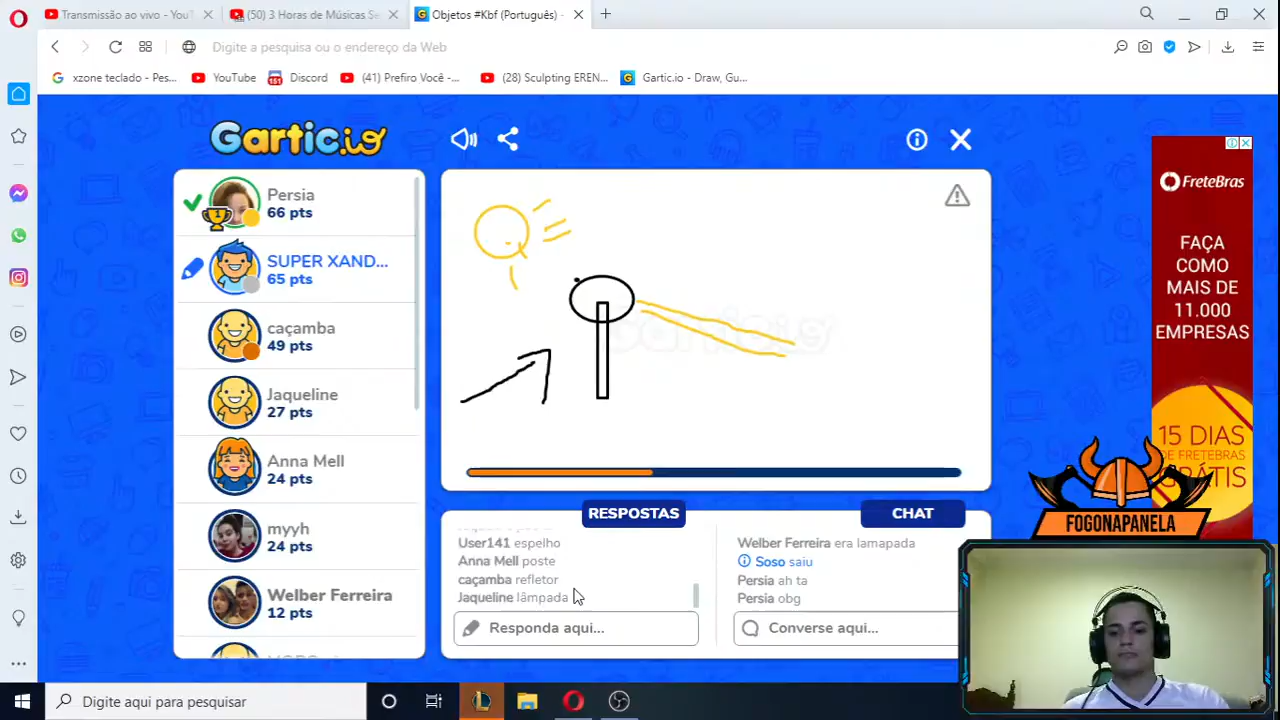 Transmissão ao vivo - YouT
(50) 3 Horas de Músicas Se
Objetos #Kbf (Português) -
Digite a pesquisa ou o endereço da Web
xzone teclado - Pes...
YouTube
151
Discord
(41) Prefiro Você -...
(28) Sculpting EREN...
Gartic.io - Draw, Gu...
Gartic.io
Persia
66 pts
1
SUPER XAND...
65 pts
caçamba
49 pts
Jaqueline
27 pts
Anna Mell
24 pts
myyh
24 pts
Welber Ferreira
12 pts
RESPOSTAS
User141 espelho
Anna Mell poste
caçamba refletor
Jaqueline lâmpada
Responda aqui...
CHAT
Welber Ferreira era lamapada
Soso saiu
Persia ah ta
Persia obg
Converse aqui...
FreteBras
FAÇA
COMO
MAIS DE
11.000
EMPRESAS
15 DIAS
DE FRETEBRAS
GRÁTIS
FOGONAPANELA
Digite aqui para pesquisar